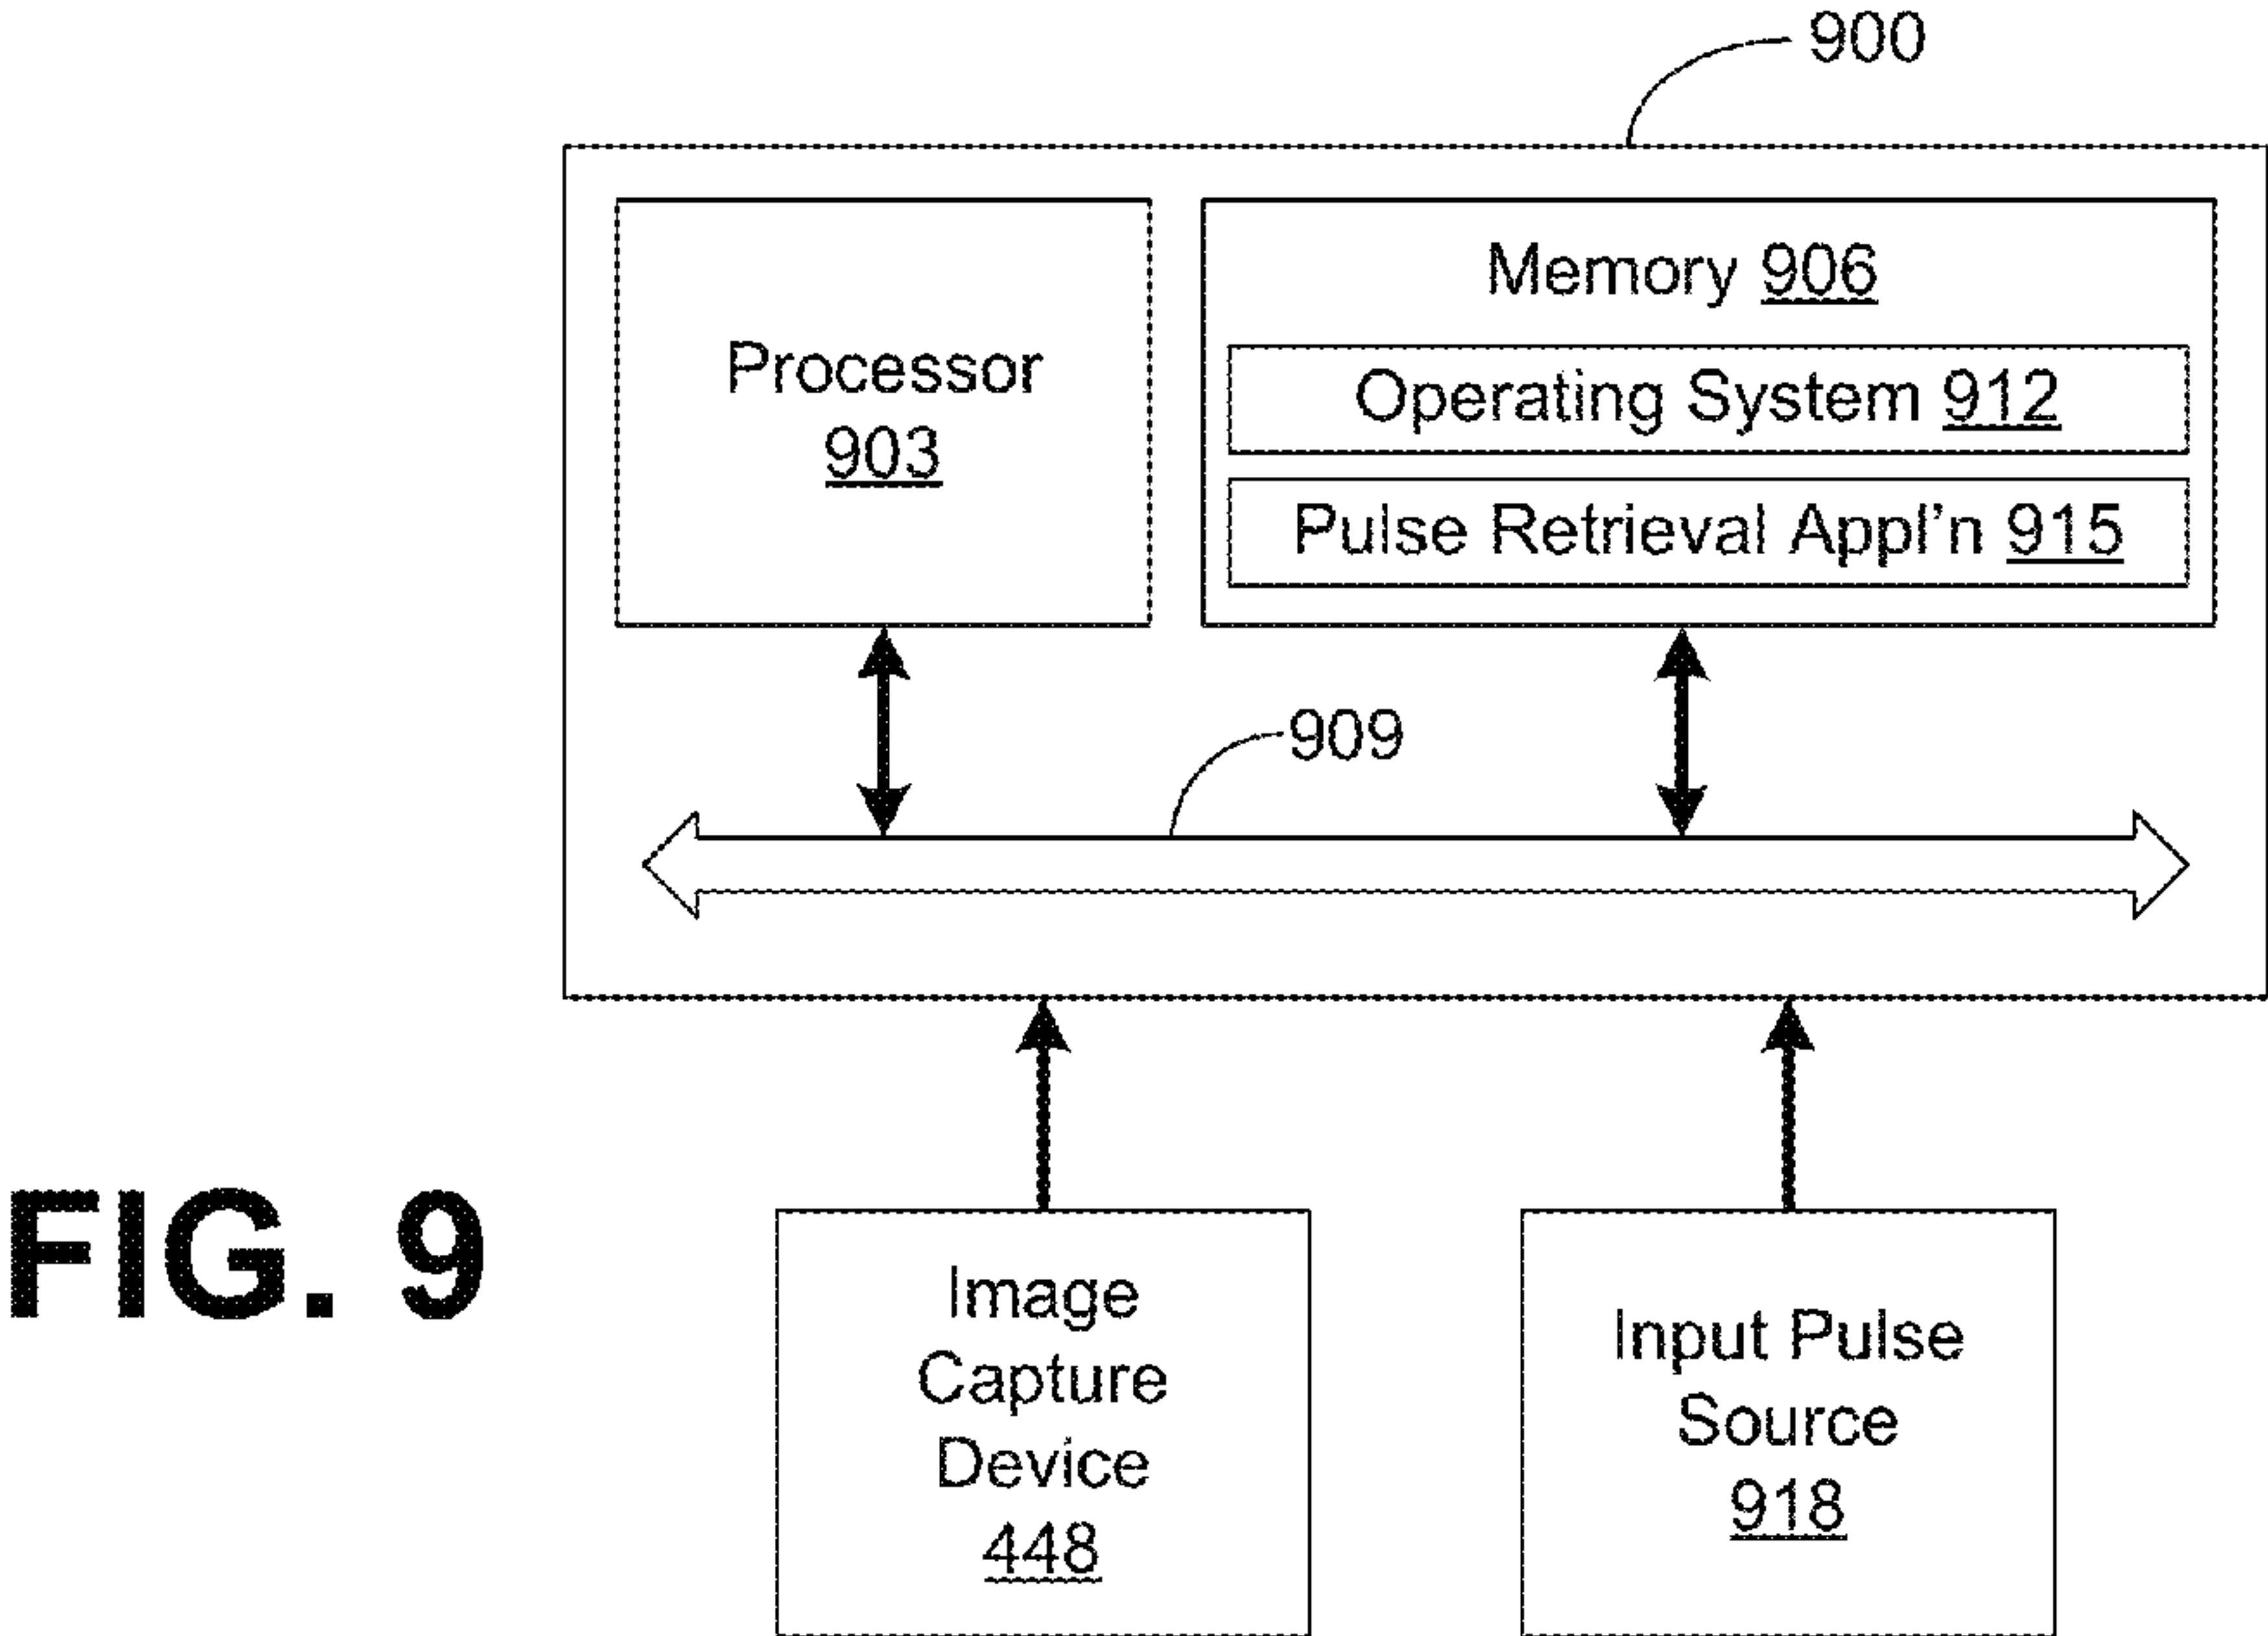 900
Processor
903
Memory 906
Operating System 912
Pulse Retrieval Appl'n 915
909
FIG. 9
Image
Capture
Device
448
Input Pulse
Source
918